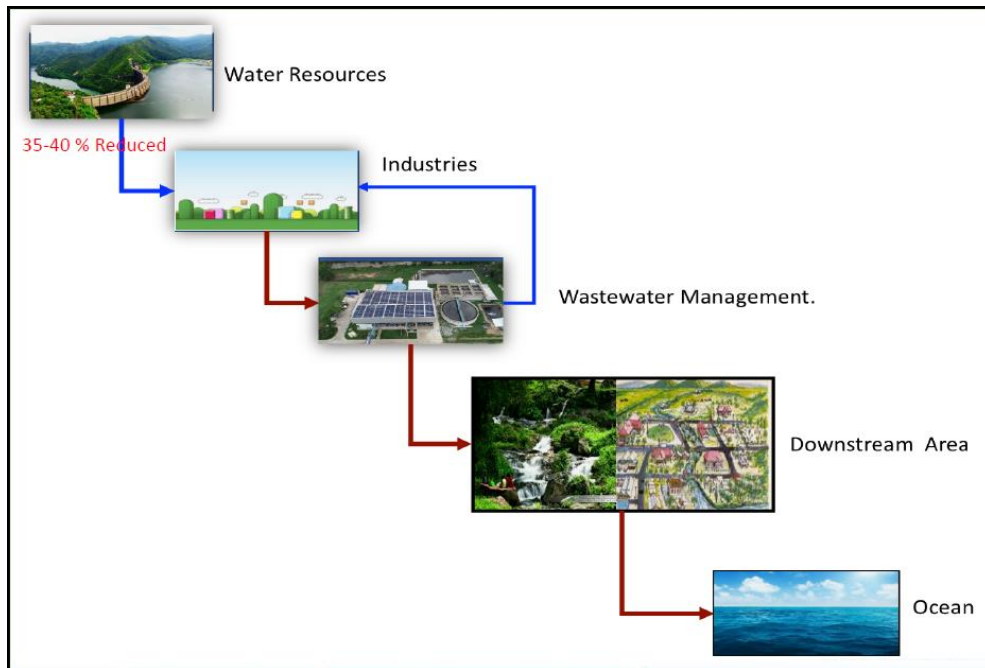 Water Resources
35-40 % Reduced
Industries
Wastewater Management.
Downstream Area
Ocean